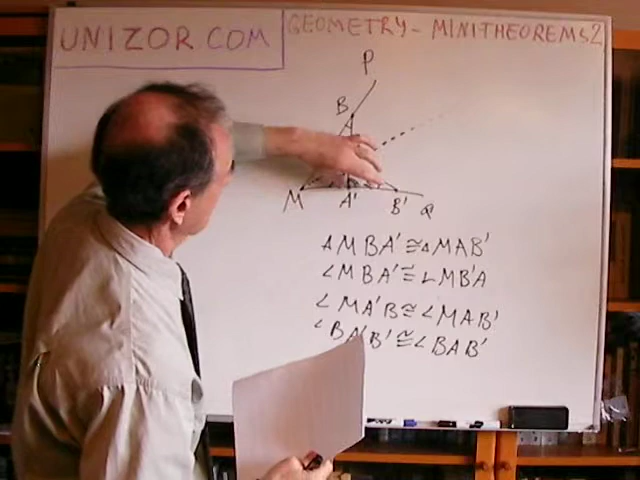 UNIZOR.COM
GEOMETRY - MINITHEOREMS 2
P
B
A
M A' B' Q
△MBA' ≅ △MAB'
∠MBA' ≅ ∠MB'A
∠MA'B ≅ ∠MAB'
∠BA'B' ≅ ∠BAB'